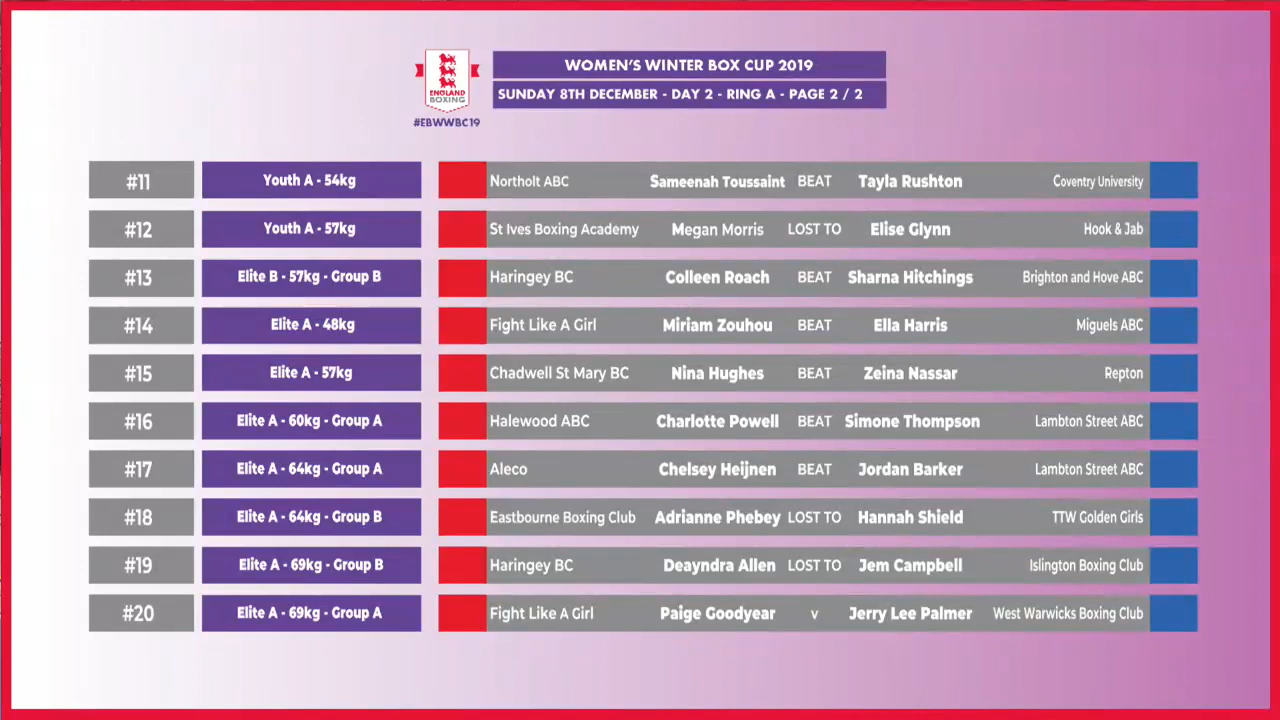 WOMEN'S WINTER BOX CUP 2019
ENGLAND
BOXING
SUNDAY 8TH DECEMBER - DAY 2 - RING A - PAGE 2 / 2
#EBWWBC19
#11 Youth A - 54kg Northolt ABC Sameenah Toussaint BEAT Tayla Rushton Coventry University
#12 Youth A - 57kg St Ives Boxing Academy Megan Morris LOST TO Elise Glynn Hook & Jab
#13 Elite B - 57kg - Group B Haringey BC Colleen Roach BEAT Sharna Hitchings Brighton and Hove ABC
#14 Elite A - 48kg Fight Like A Girl Miriam Zouhou BEAT Ella Harris Miguels ABC
#15 Elite A - 57kg Chadwell St Mary BC Nina Hughes BEAT Zeina Nassar Repton
#16 Elite A - 60kg - Group A Halewood ABC Charlotte Powell BEAT Simone Thompson Lambton Street ABC
#17 Elite A - 64kg - Group A Aleco Chelsey Heijnen BEAT Jordan Barker Lambton Street ABC
#18 Elite A - 64kg - Group B Eastbourne Boxing Club Adrianne Phebey LOST TO Hannah Shield TTW Golden Girls
#19 Elite A - 69kg - Group B Haringey BC Deayndra Allen LOST TO Jem Campbell Islington Boxing Club
#20 Elite A - 69kg - Group A Fight Like A Girl Paige Goodyear v Jerry Lee Palmer West Warwicks Boxing Club